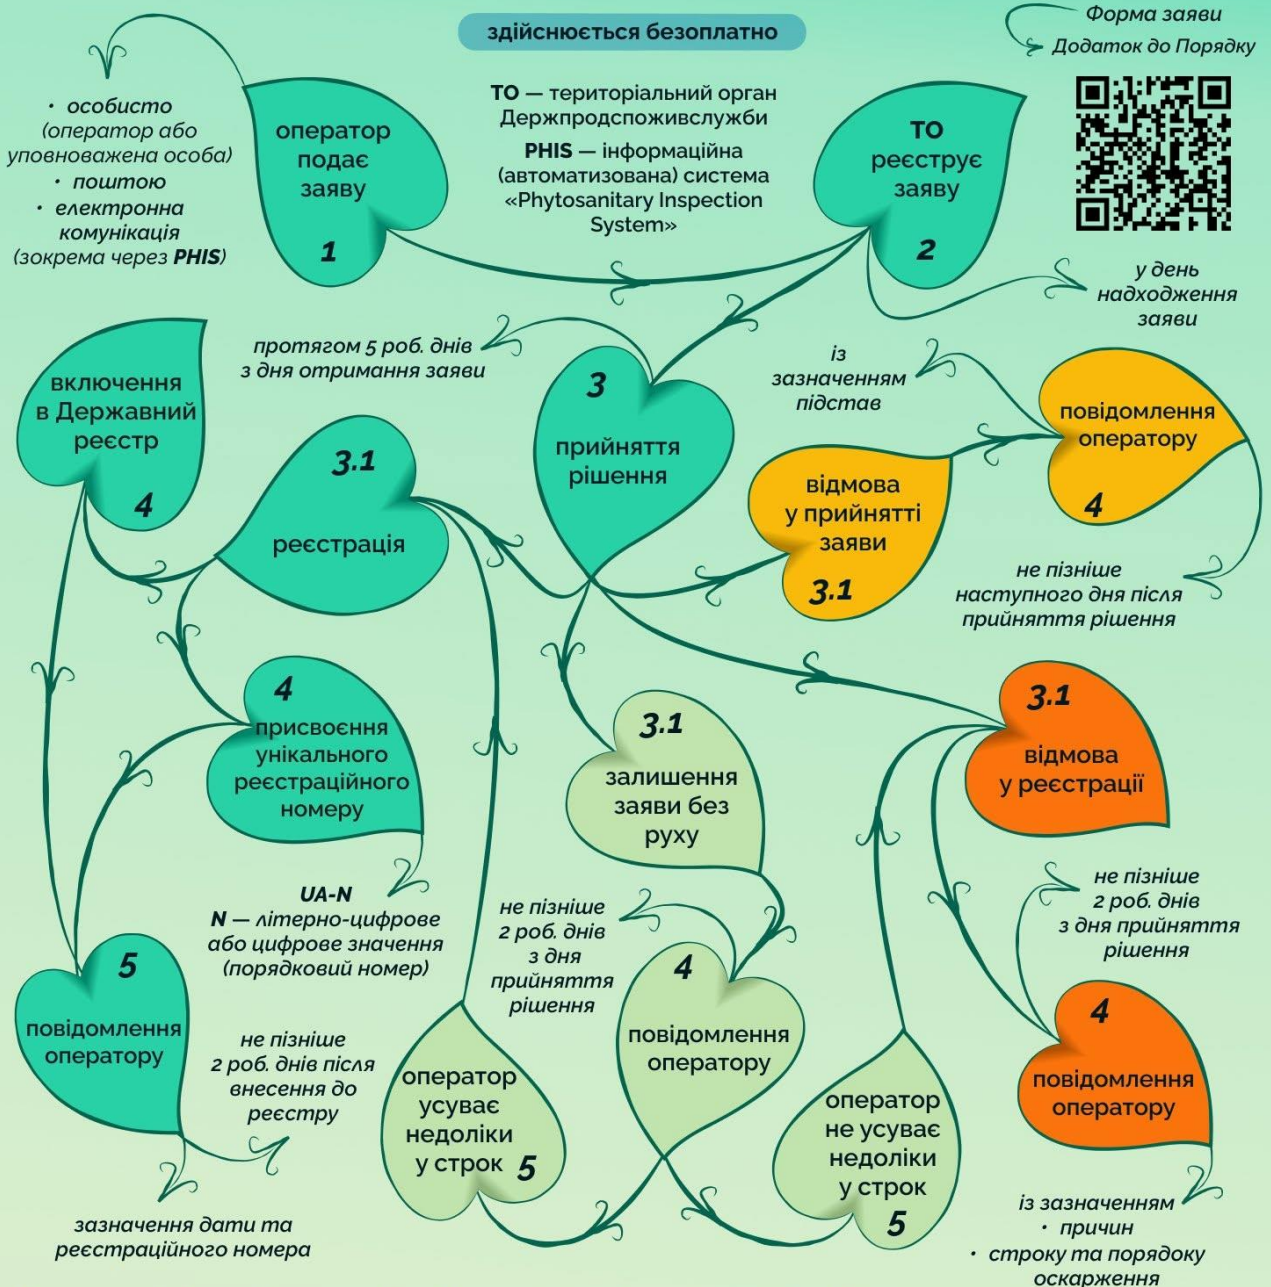 здійснюється безоплатно
Форма заяви
Додаток до Порядку
• особисто
(оператор або
уповноважена особа)
• поштою
• електронна
комунікація
(зокрема через PHIS)
оператор
подає
заяву
1
ТО — територіальний орган
Держпродспоживслужби
PHIS — інформаційна
(автоматизована) система
«Phytosanitary Inspection
System»
ТО
реєструє
заяву
2
у день
надходження
заяви
протягом 5 роб. днів
з дня отримання заяви
3
прийняття
рішення
із
зазначенням
підстав
повідомлення
оператору
4
відмова
у прийнятті
заяви
3.1
не пізніше
наступного дня після
прийняття рішення
включення
в Державний
реєстр
4
3.1
реєстрація
4
присвоєння
унікального
реєстраційного
номеру
UA-N
N — літерно-цифрове
або цифрове значення
(порядковий номер)
3.1
залишення
заяви без
руху
3.1
відмова
у реєстрації
не пізніше
2 роб. днів
з дня
прийняття
рішення
не пізніше
2 роб. днів
з дня прийняття
рішення
5
повідомлення
оператору
не пізніше
2 роб. днів після
внесення до
реєстру
зазначення дати та
реєстраційного номера
оператор
усуває
недоліки
у строк 5
4
повідомлення
оператору
оператор
не усуває
недоліки
у строк
5
4
повідомлення
оператору
із зазначенням
• причин
• строку та порядоку
оскарження